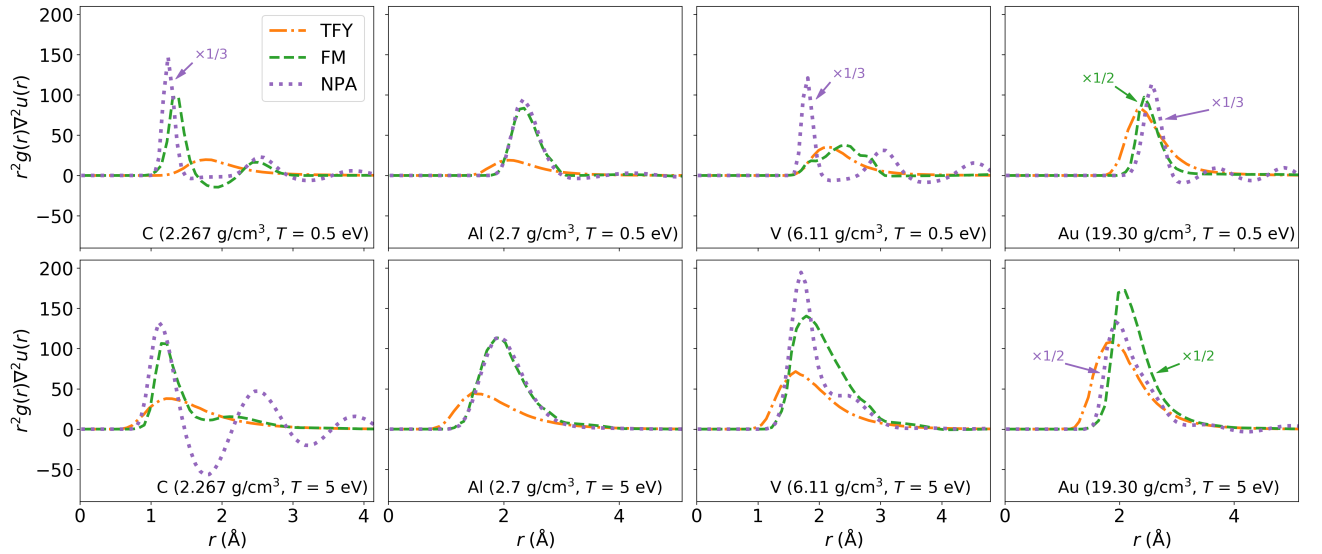 200
150
100
50
0
−50
r²g(r)∇²u(r)
TFY
FM
NPA
×1/3
C (2.267 g/cm³, T = 0.5 eV)
Al (2.7 g/cm³, T = 0.5 eV)
×1/3
V (6.11 g/cm³, T = 0.5 eV)
×1/2
×1/3
Au (19.30 g/cm³, T = 0.5 eV)
200
150
100
50
0
−50
r²g(r)∇²u(r)
C (2.267 g/cm³, T = 5 eV)
Al (2.7 g/cm³, T = 5 eV)
V (6.11 g/cm³, T = 5 eV)
×1/2
×1/2
Au (19.30 g/cm³, T = 5 eV)
0 1 2 3 4
2 4
0 1 2 3 4
2 4
r (Å)
r (Å)
r (Å)
r (Å)